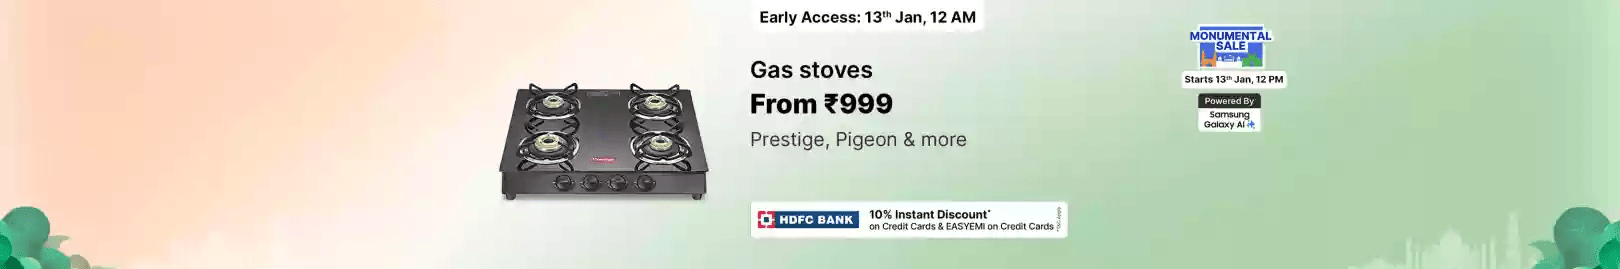 Early Access: 13th Jan, 12 AM
Gas stoves
From ₹999
Prestige, Pigeon & more
HDFC BANK
10% Instant Discount*
on Credit Cards & EASYEMI on Credit Cards
MONUMENTAL
SALE
Starts 13th Jan, 12 PM
Powered By
Samsung
Galaxy AI
Prestige